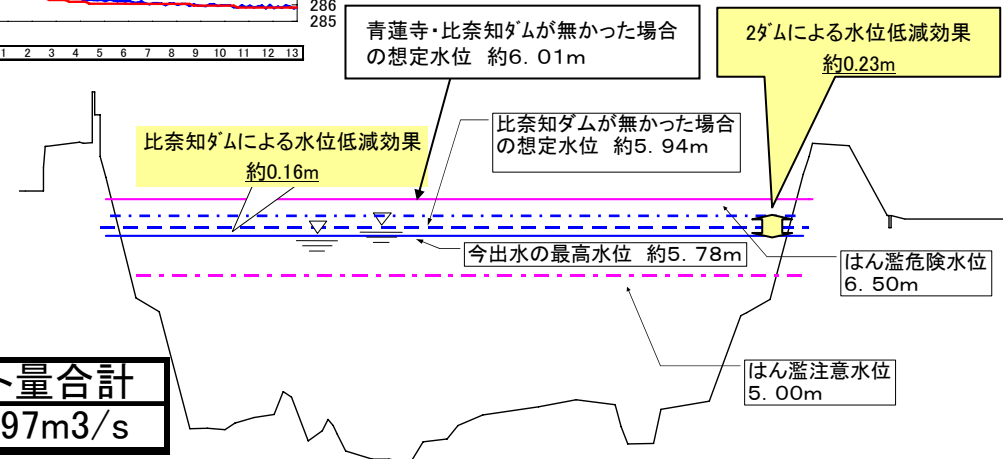 286
285
1 2 3 4 5 6 7 8 9 10 11 12 13
青蓮寺・比奈知ダムが無かった場合
の想定水位 約6.01m
2ダムによる水位低減効果
約0.23m
比奈知ダムによる水位低減効果
約0.16m
比奈知ダムが無かった場合
の想定水位 約5.94m
今出水の最高水位 約5.78m
はん濫危険水位
6.50m
はん濫注意水位
5.00m
ト量合計
97m3/s